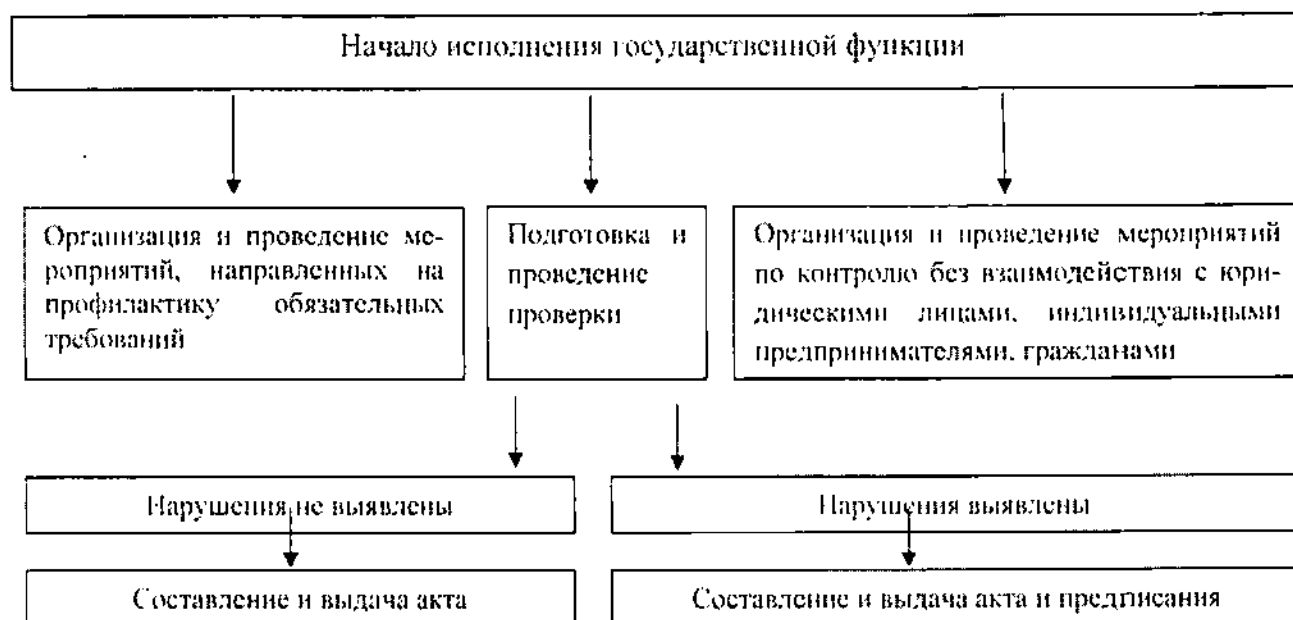 Начало исполнения государственной функции
Организация и проведение ме-
роприятий, направленных на
профилактику обязательных
требований
Подготовка и
проведение
проверки
Организация и проведение мероприятий
по контролю без взаимодействия с юри-
дическими лицами, индивидуальными
предпринимателями, гражданами
Нарушения не выявлены
Нарушения выявлены
Составление и выдача акта
Составление и выдача акта и предписания